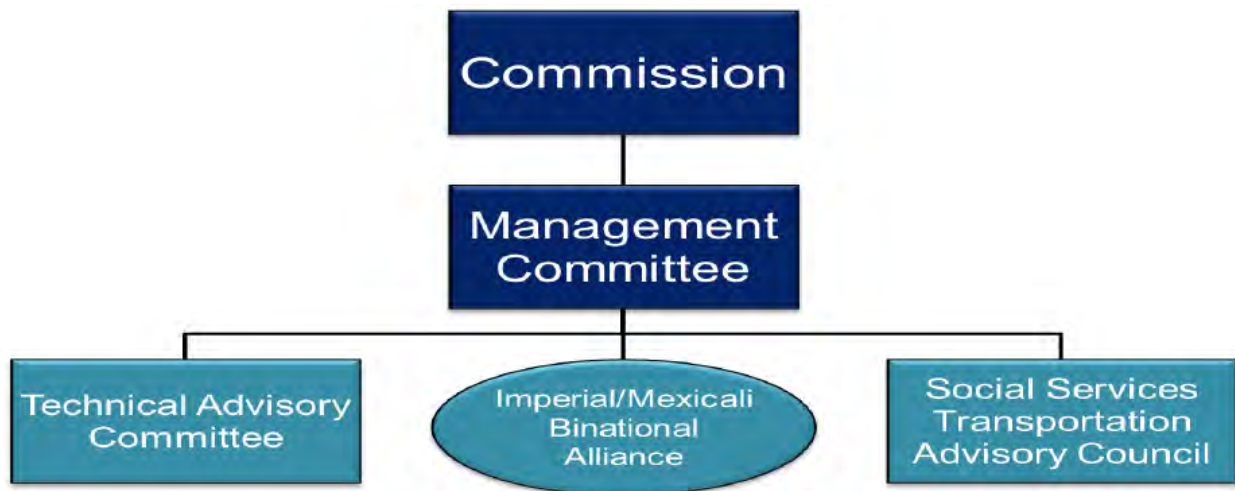 Commission
Management
Committee
Technical Advisory
Committee
Imperial/Mexicali
Binational
Alliance
Social Services
Transportation
Advisory Council